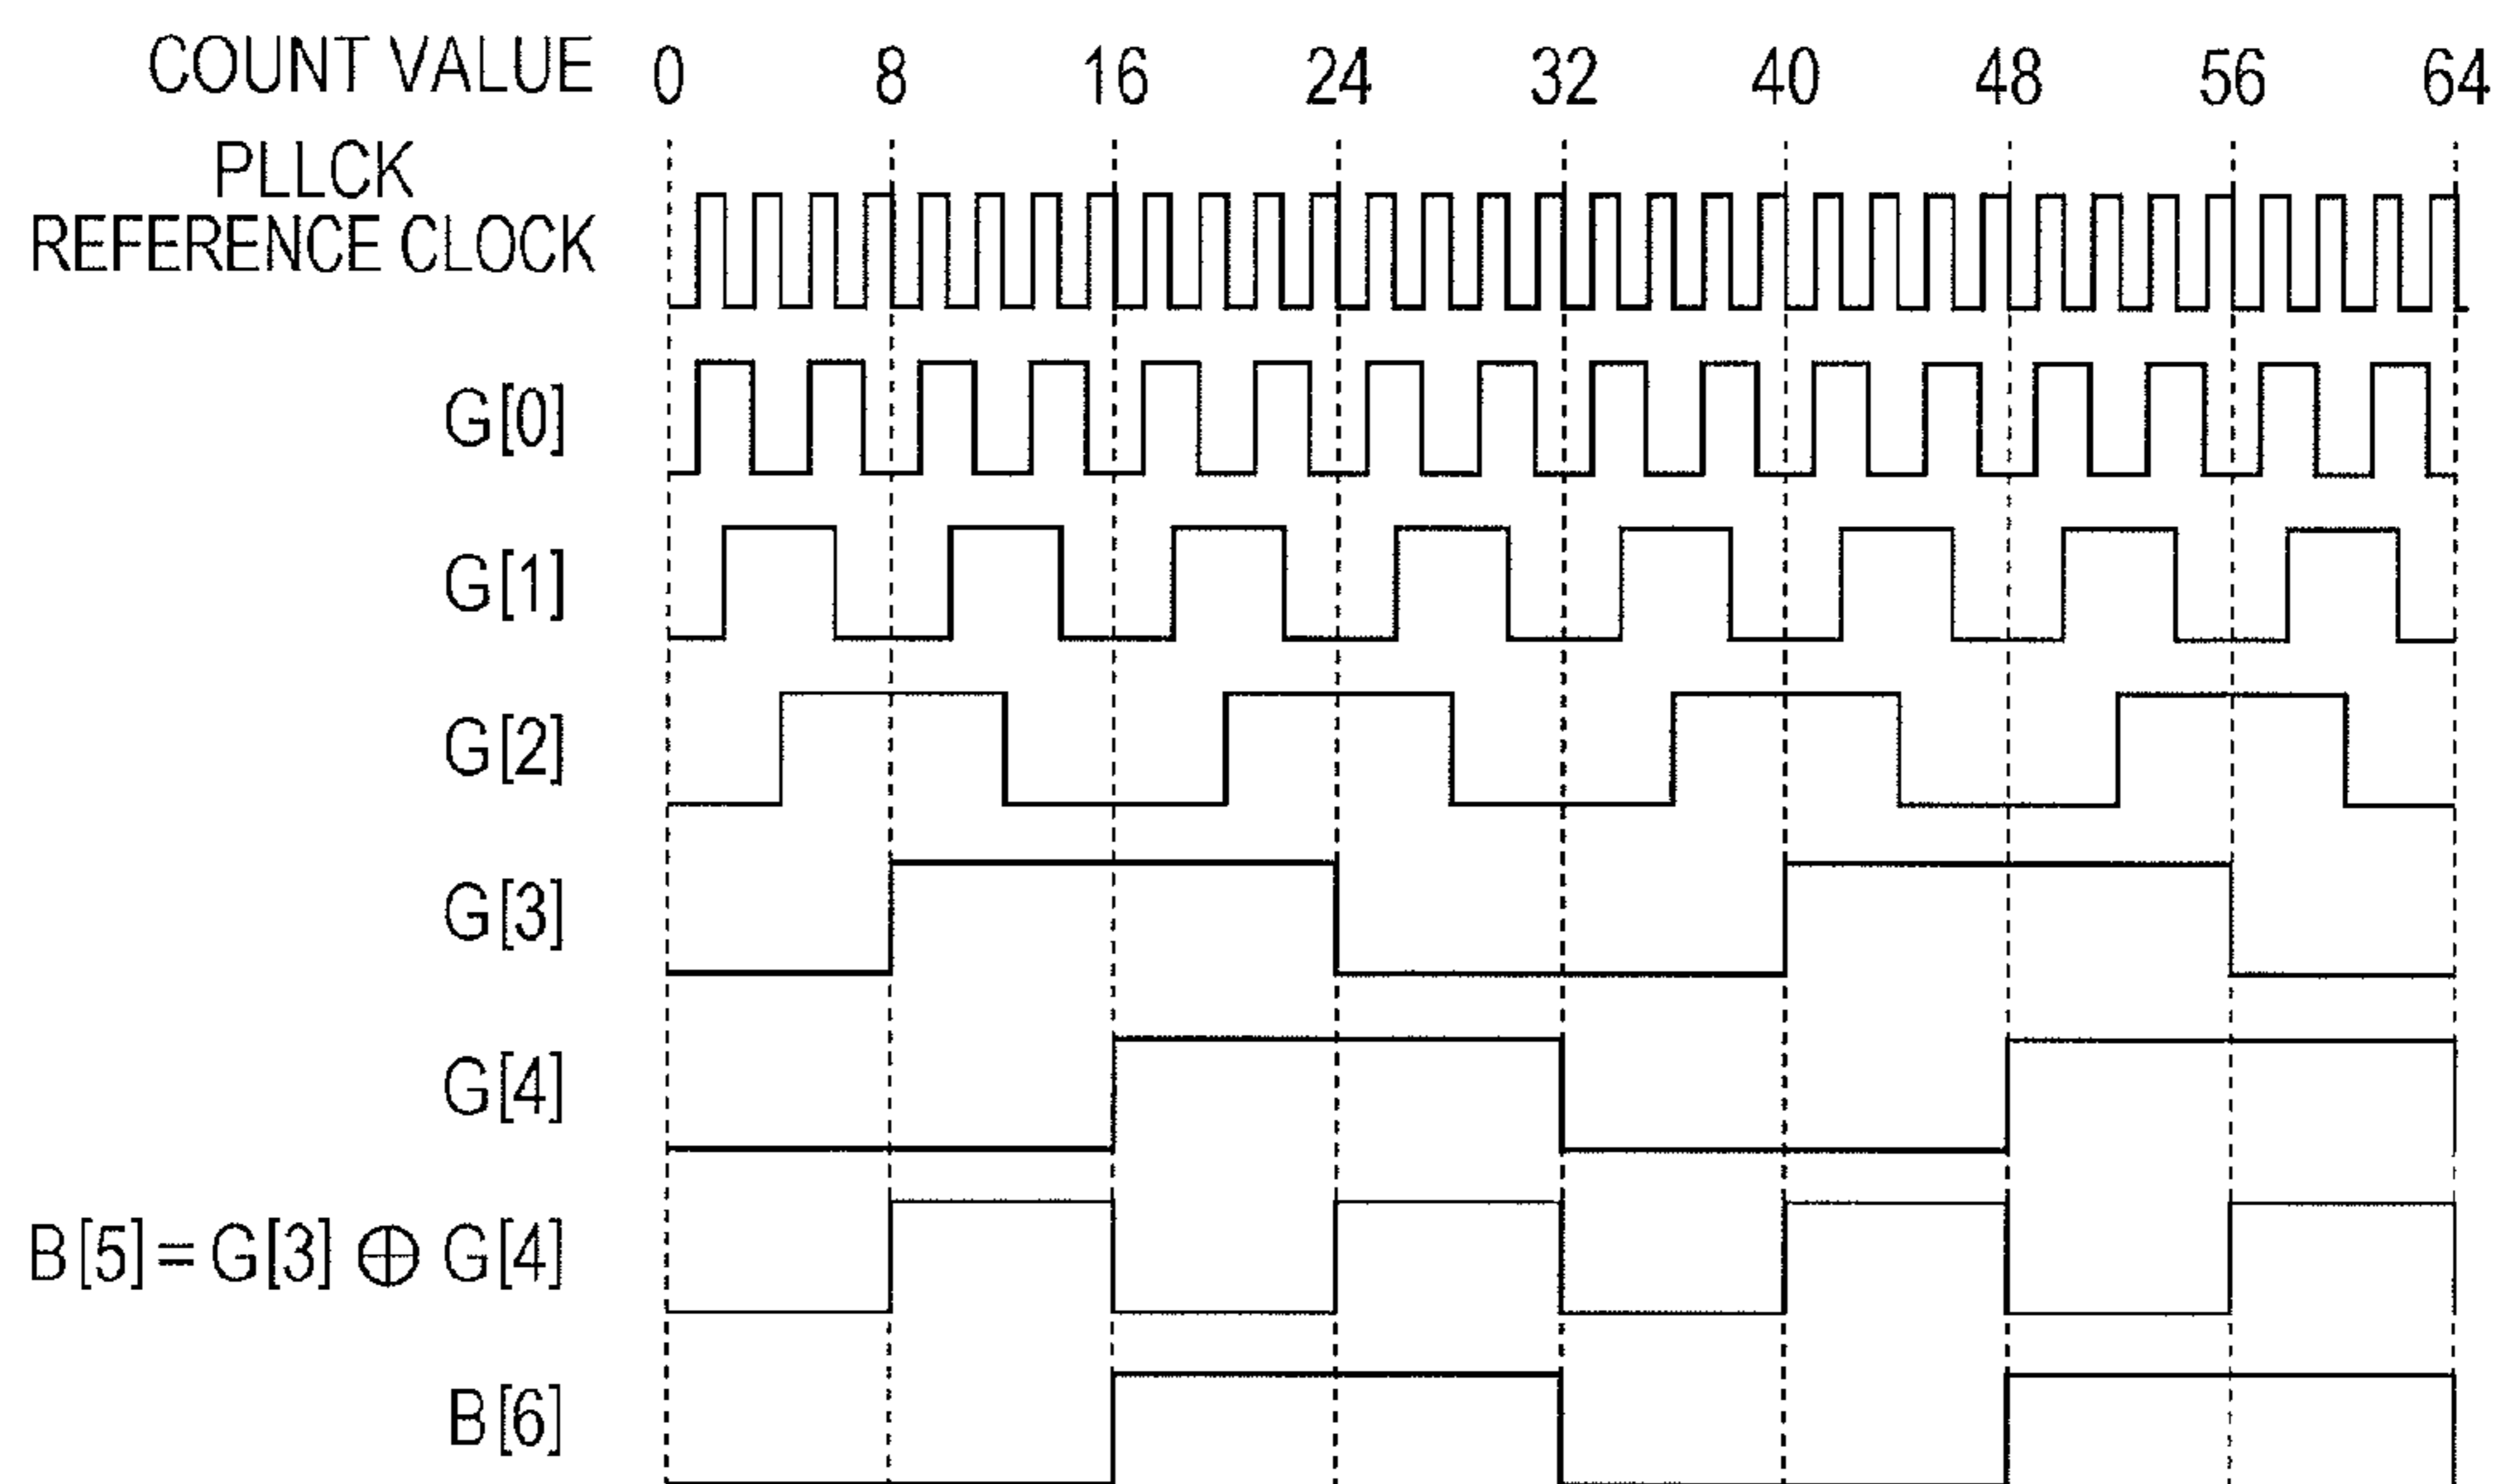 COUNT VALUE 0 8 16 24 32 40 48 56 64
PLLCK
REFERENCE CLOCK
G[0]
G[1]
G[2]
G[3]
G[4]
B[5]= G[3] ⊕ G[4]
B[6]